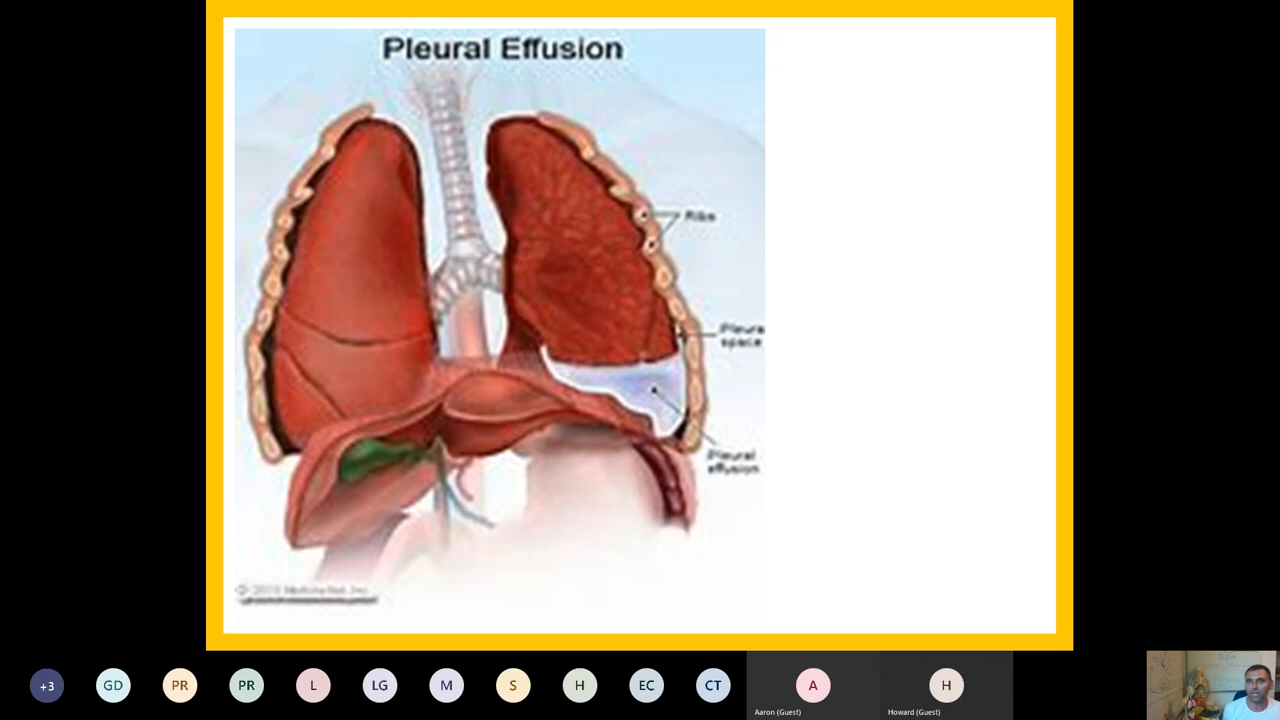 Pleural Effusion
Ribs
Pleura
space
Pleural
effusion
+3
GD
PR
PR
L
LG
M
S
H
EC
CT
A
H
Aaron (Guest)
Howard (Guest)